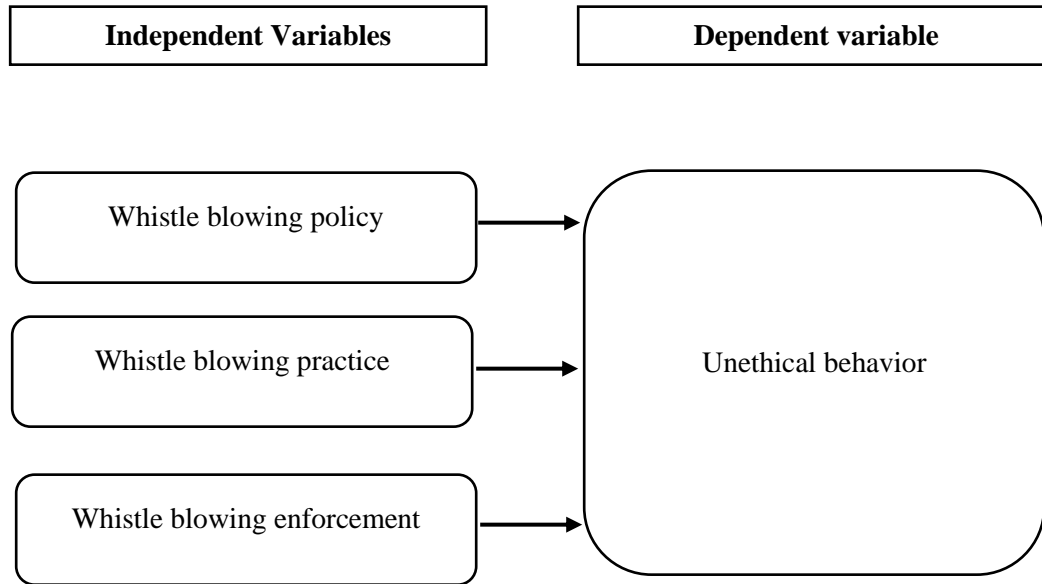 Independent Variables
Dependent variable
Whistle blowing policy
Whistle blowing practice
Unethical behavior
Whistle blowing enforcement